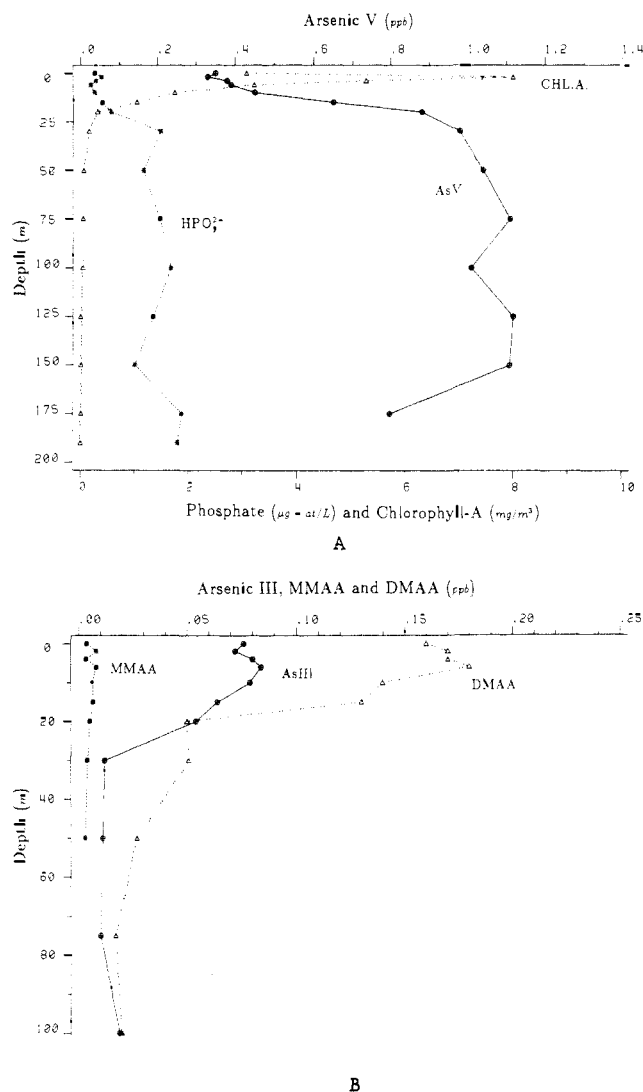 Arsenic V (ppb)
.0 .2 .4 .6 .8 1.0 1.2 1.4
0
CHL.A.
25
50
AsV
75
HPO₄²⁻
100
125
150
175
200
Depth (m)
0 2 4 6 8 10
Phosphate (µg - at/L) and Chlorophyll-A (mg/m³)
A
Arsenic III, MMAA and DMAA (ppb)
.00 .05 .10 .15 .20 .25
0
MMAA AsIII DMAA
20
40
60
80
100
Depth (m)
B